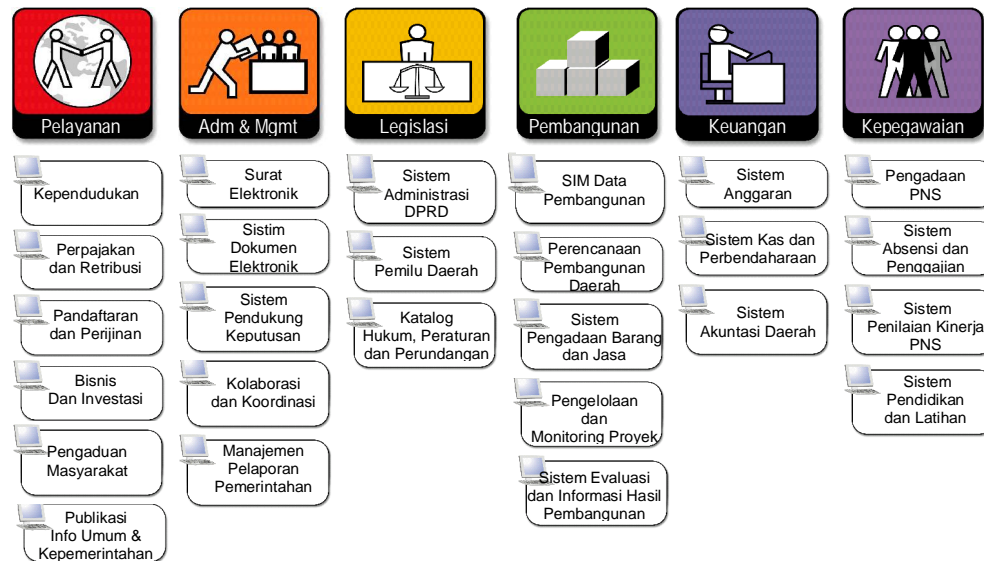 Pelayanan
Kependudukan
Perpajakan
dan Retribusi
Pandaftaran
dan Perijinan
Bisnis
Dan Investasi
Pengaduan
Masyarakat
Publikasi
Info Umum &
Kepemerintahan
Adm & Mgmt
Surat
Elektronik
Sistim
Dokumen
Elektronik
Sistem
Pendukung
Keputusan
Kolaborasi
dan Koordinasi
Manajemen
Pelaporan
Pemerintahan
Legislasi
Sistem
Administrasi
DPRD
Sistem
Pemilu Daerah
Katalog
Hukum, Peraturan
dan Perundangan
Pembangunan
SIM Data
Pembangunan
Perencanaan
Pembangunan
Daerah
Sistem
Pengadaan Barang
dan Jasa
Pengelolaan
dan
Monitoring Proyek
Sistem Evaluasi
dan Informasi Hasil
Pembangunan
Keuangan
Sistem
Anggaran
Sistem Kas dan
Perbendaharaan
Sistem
Akuntasi Daerah
Kepegawaian
Pengadaan
PNS
Sistem
Absensi dan
Penggajian
Sistem
Penilaian Kinerja
PNS
Sistem
Pendidikan
dan Latihan